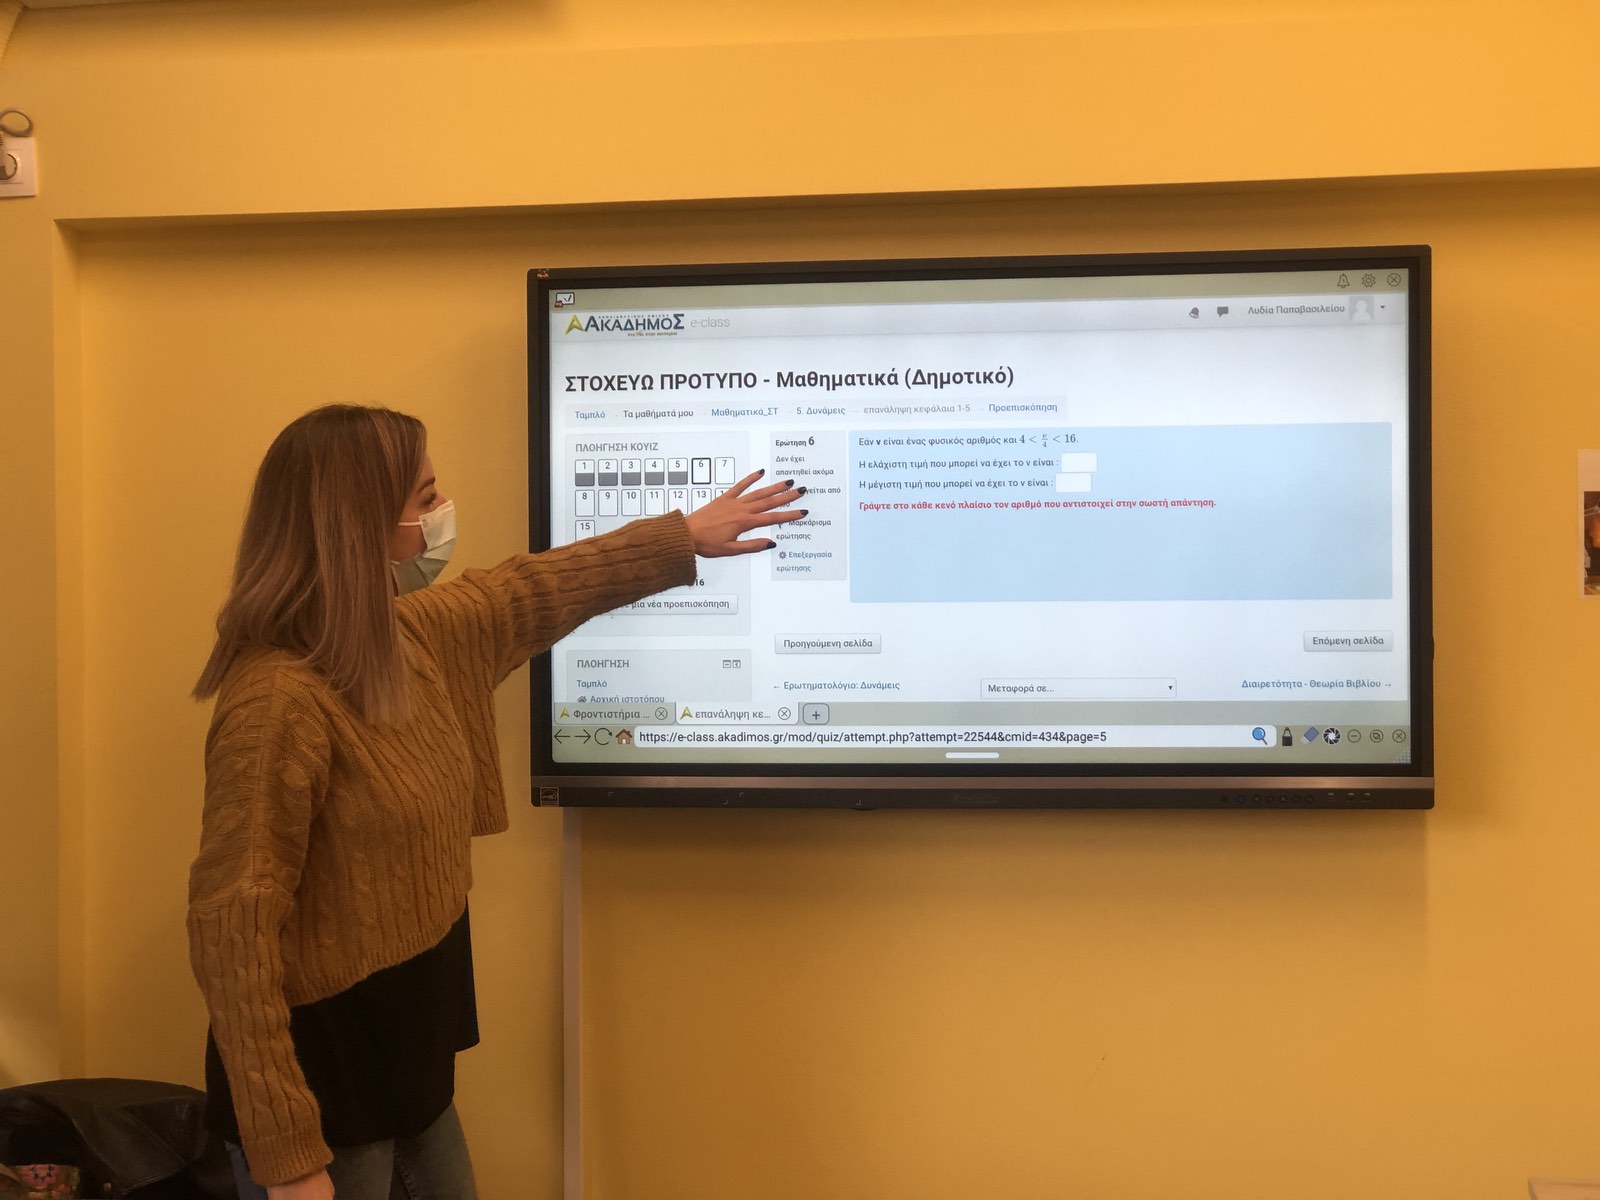 ΑΚΑΔΗΜΟΣ e-class
Λυδία Παπαβασιλείου
ΣΤΟΧΕΥΩ ΠΡΟΤΥΠΟ - Μαθηματικά (Δημοτικό)
Ταμπλό Τα μαθήματά μου Μαθηματικά_ΣΤ 5. Δυνάμεις επανάληψη κεφάλαια 1-5 Προεπισκόπηση
ΠΛΟΗΓΗΣΗ ΚΟΥΙΖ
1 2 3 4 5 6 7
8 9 10 11 12 13
15
16
μια νέα προεπισκόπηση
ΠΛΟΗΓΗΣΗ
Ταμπλό
Αρχική ιστοτόπου
Ερώτηση 6
Δεν έχει
απαντηθεί ακόμα
από
Μαρκάρισμα
ερώτησης
Επεξεργασία
ερώτησης
Εάν ν είναι ένας φυσικός αριθμός και 4 < ν/4 < 16.
Η ελάχιστη τιμή που μπορεί να έχει το ν είναι :
Η μέγιστη τιμή που μπορεί να έχει το ν είναι :
Γράψτε στο κάθε κενό πλαίσιο τον αριθμό που αντιστοιχεί στην σωστή απάντηση.
Προηγούμενη σελίδα
Επόμενη σελίδα
← Ερωτηματολόγιο: Δυνάμεις
Μεταφορά σε...
Διαιρετότητα - Θεωρία Βιβλίου →
Φροντιστήρια ...
επανάληψη κε...
https://e-class.akadimos.gr/mod/quiz/attempt.php?attempt=22544&cmid=434&page=5